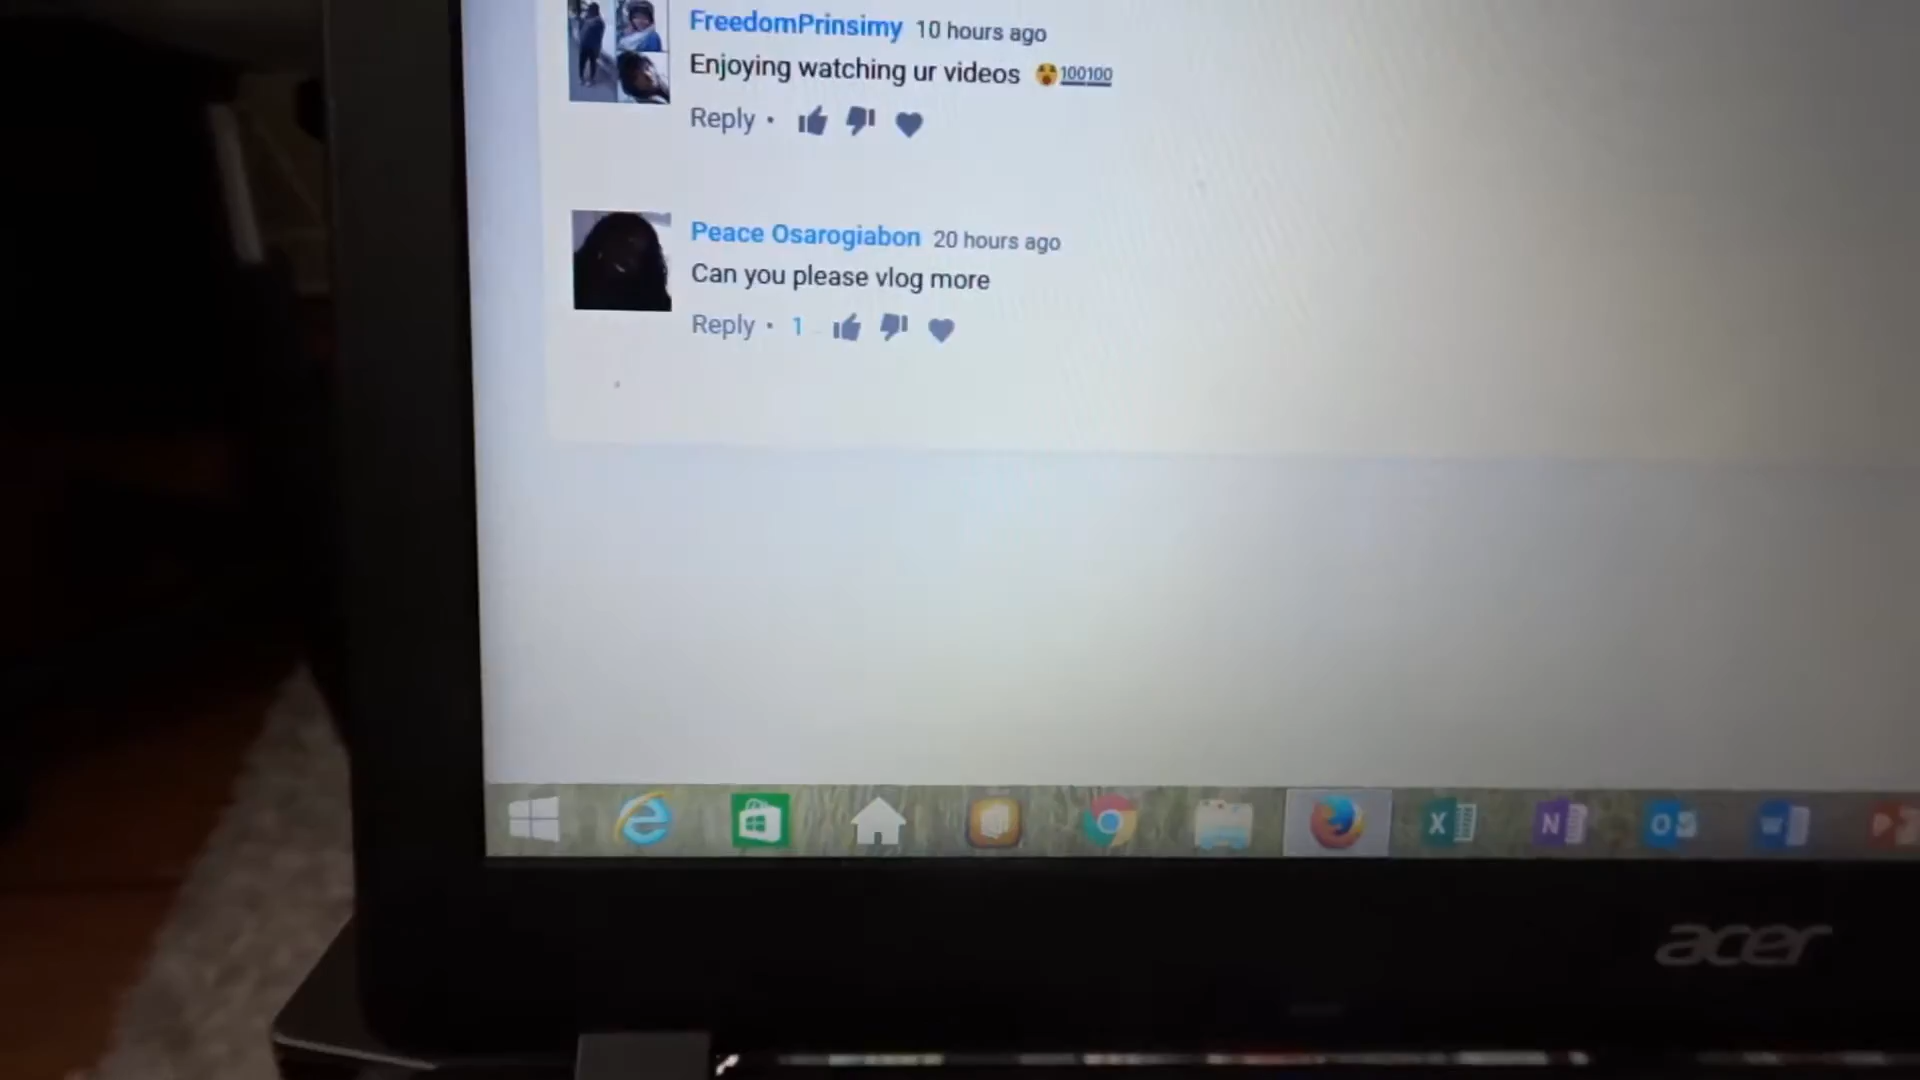 FreedomPrinsimy 10 hours ago
Enjoying watching ur videos 😲100100
Reply •
Peace Osarogiabon 20 hours ago
Can you please vlog more
Reply • 1
acer